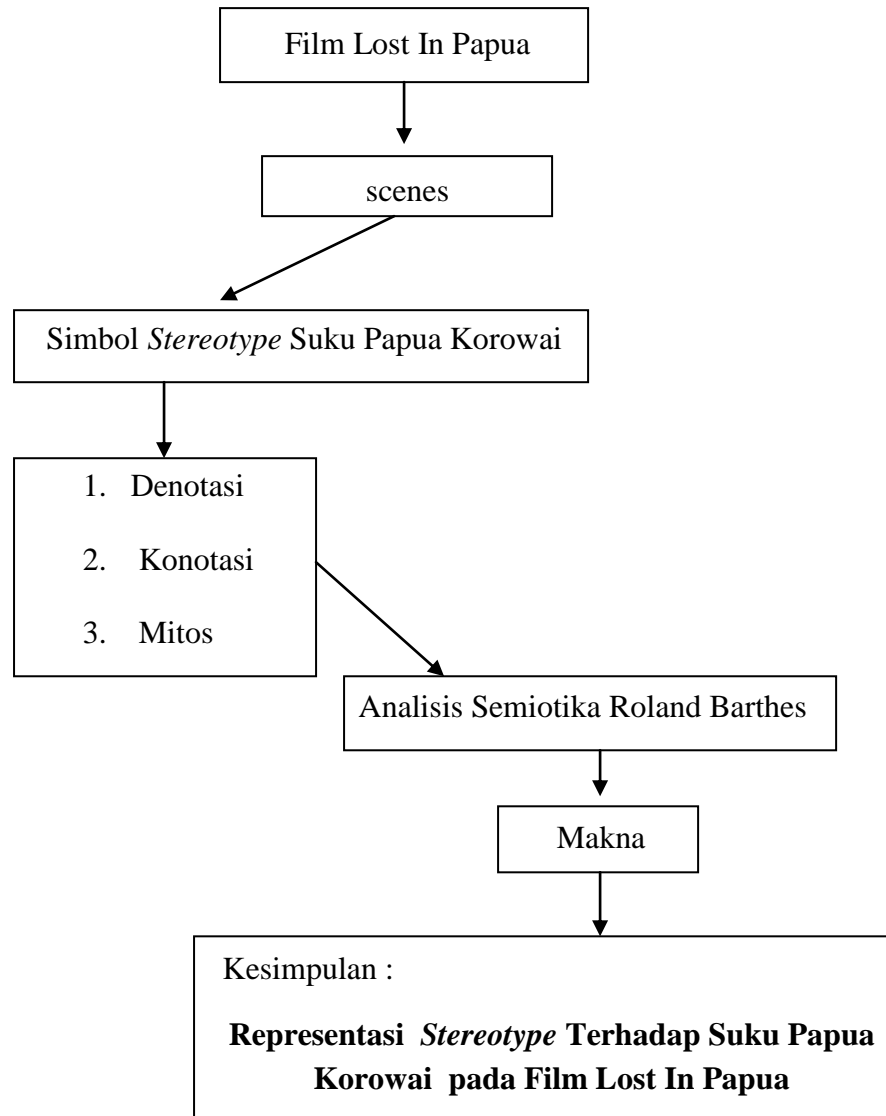 Film Lost In Papua
scenes
Simbol Stereotype Suku Papua Korowai
1. Denotasi
2. Konotasi
3. Mitos
Analisis Semiotika Roland Barthes
Makna
Kesimpulan :
Representasi Stereotype Terhadap Suku Papua
Korowai pada Film Lost In Papua